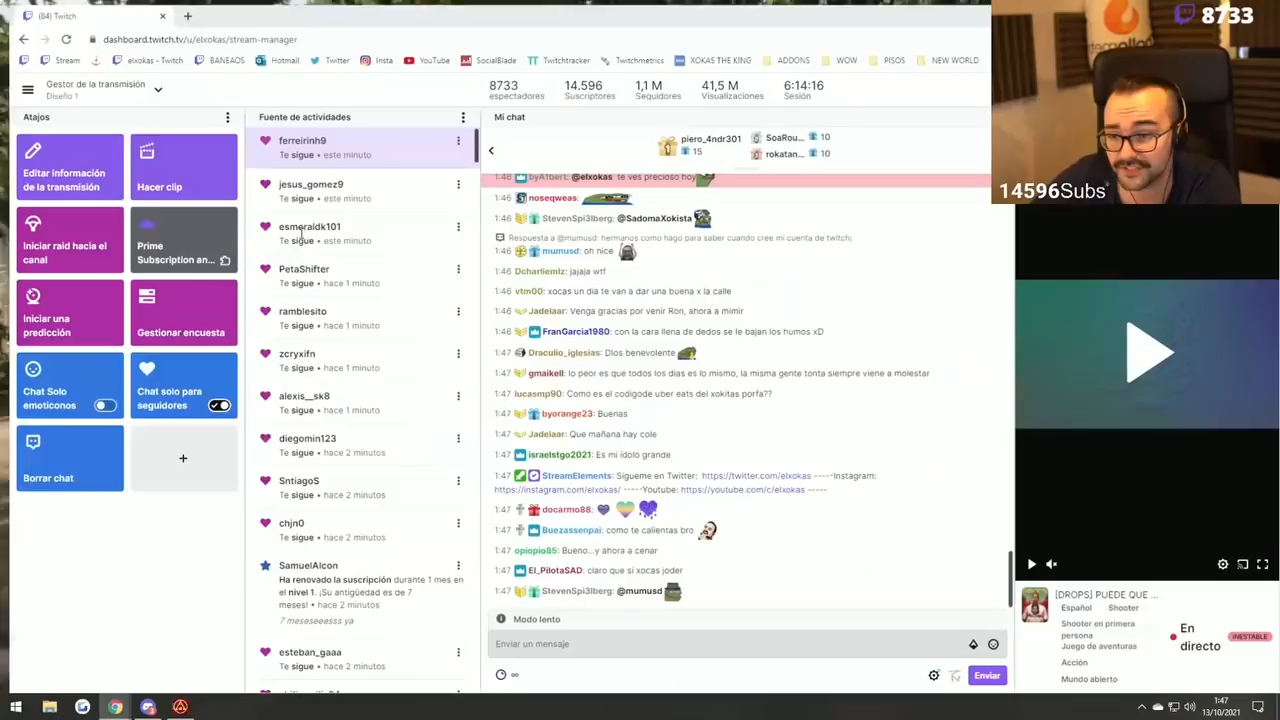 (84) Twitch
8733
dashboard.twitch.tv/u/elxokas/stream-manager
Stream
elxokas - Twitch
BANEAOS
Hotmail
Twitter
Insta
YouTube
SocialBlade
Twitchtracker
Twitchmetrics
XOKAS THE KING
ADDONS
WOW
PISOS
NEW WORLD
Gestor de la transmisión
Diseño 1
8733
espectadores
14.596
Suscriptores
1,1 M
Seguidores
41,5 M
Visualizaciones
6:14:16
Sesión
14596Subs
Atajos
Editar información
de la transmisión
Hacer clip
Iniciar raid hacia el
canal
Prime
Subscription an...
Iniciar una
predicción
Gestionar encuesta
Chat Solo
emoticonos
Chat solo para
seguidores
Borrar chat
Fuente de actividades
ferreirinh9
Te sigue • este minuto
jesus_gomez9
Te sigue • este minuto
esmeraldk101
Te sigue • este minuto
PetaShifter
Te sigue • hace 1 minuto
ramblesito
Te sigue • hace 1 minuto
zcryxifn
Te sigue • hace 1 minuto
alexis__sk8
Te sigue • hace 1 minuto
diegomin123
Te sigue • hace 2 minutos
SntiagoS
Te sigue • hace 2 minutos
chjn0
Te sigue • hace 2 minutos
SamuelAlcon
Ha renovado la suscripción durante 1 mes en
el nivel 1. ¡Su antigüedad es de 7
meses! • hace 2 minutos
7 meseseeesss ya
esteban_gaaa
Te sigue • hace 2 minutos
Mi chat
piero_4ndr301
15
SoaRou...
10
rokatan...
10
1:46 byA1bert: @elxokas te ves precioso hoy
1:46 noseqweas:
1:46 StevenSpi3lberg: @SadomaXokista
Respuesta a @mumusd: hermanos como hago para saber cuando cree mi cuenta de twitch¡
1:46 mumusd: oh nice
1:46 Dcharliemlz: jajaja wtf
1:46 vtm00: xocas un dia te van a dar una buena x la calle
1:46 Jadelaar: Venga gracias por venir Ron, ahora a mimir
1:46 FranGarcia1980: con la cara llena de dedos se le bajan los humos xD
1:47 Draculio_iglesias: DIos benevolente
1:47 gmaikell: lo peor es que todos los dias es lo mismo, la misma gente tonta siempre viene a molestar
1:47 lucasmp90: Como es el codigode uber eats del xokitas porfa??
1:47 byorange23: Buenas
1:47 Jadelaar: Que mañana hay cole
1:47 israelstgo2021: Es mi ídolo grande
1:47 StreamElements: Sigueme en Twitter: https://twitter.com/elxokas -----Instagram:
https://instagram.com/elxokas/ -----Youtube: https://youtube.com/c/elxokas -----
1:47 docarmo88:
1:47 Buezassenpai: como te calientas bro
1:47 opiopio85: Bueno...y ahora a cenar
1:47 El_PilotaSAD: claro que si xocas joder
1:47 StevenSpi3lberg: @mumusd
Modo lento
Enviar un mensaje
Enviar
[DROPS] PUEDE QUE ...
Español
Shooter
Shooter en primera
persona
Juego de aventuras
Acción
Mundo abierto
En
directo
INESTABLE
1:47
13/10/2021